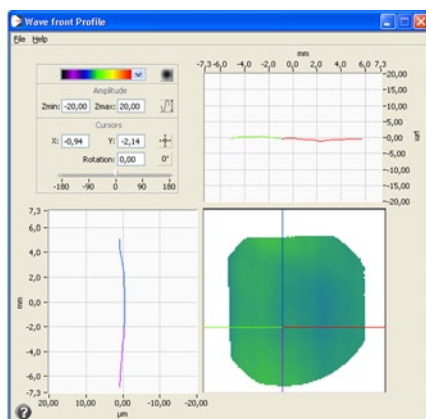 Wave front Profile
File Help
Amplitude
Zmin: -20,00 Zmax: 20,00
Cursors
X: -0,94 Y: -2,14
Rotation: 0,00 0°
-180 -90 0 90 180
mm
-7,3 -6,0 -4,0 -2,0 0,0 2,0 4,0 6,0 7,3
20,00
15,00
10,00
5,00
0,00
-5,00
-10,00
-15,00
-20,00
µm
7,3
6,0
4,0
2,0
0,0
-2,0
-4,0
-6,0
-7,3
mm
20,00 10,00 0,00 -10,00 -20,00
µm
?